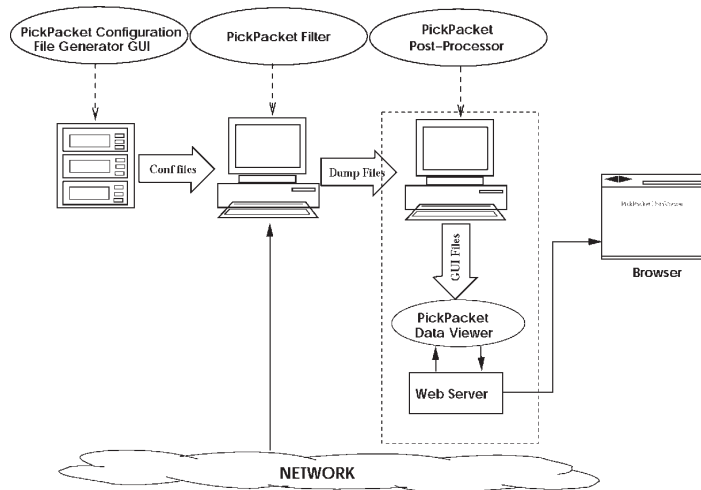 PickPacket Configuration
File Generator GUI
PickPacket Filter
PickPacket
Post-Processor
Conf files
Dump Files
GUI Files
PickPacket
Data Viewer
Web Server
Browser
NETWORK